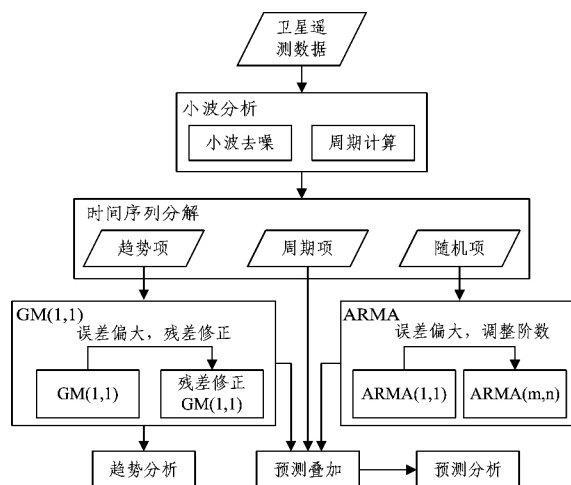 卫星遥
测数据
小波分析
小波去噪
周期计算
时间序列分解
趋势项
周期项
随机项
GM(1,1)
误差偏大，残差修正
GM(1,1)
残差修正
GM(1,1)
ARMA
误差偏大，调整阶数
ARMA(1,1)
ARMA(m,n)
趋势分析
预测叠加
预测分析